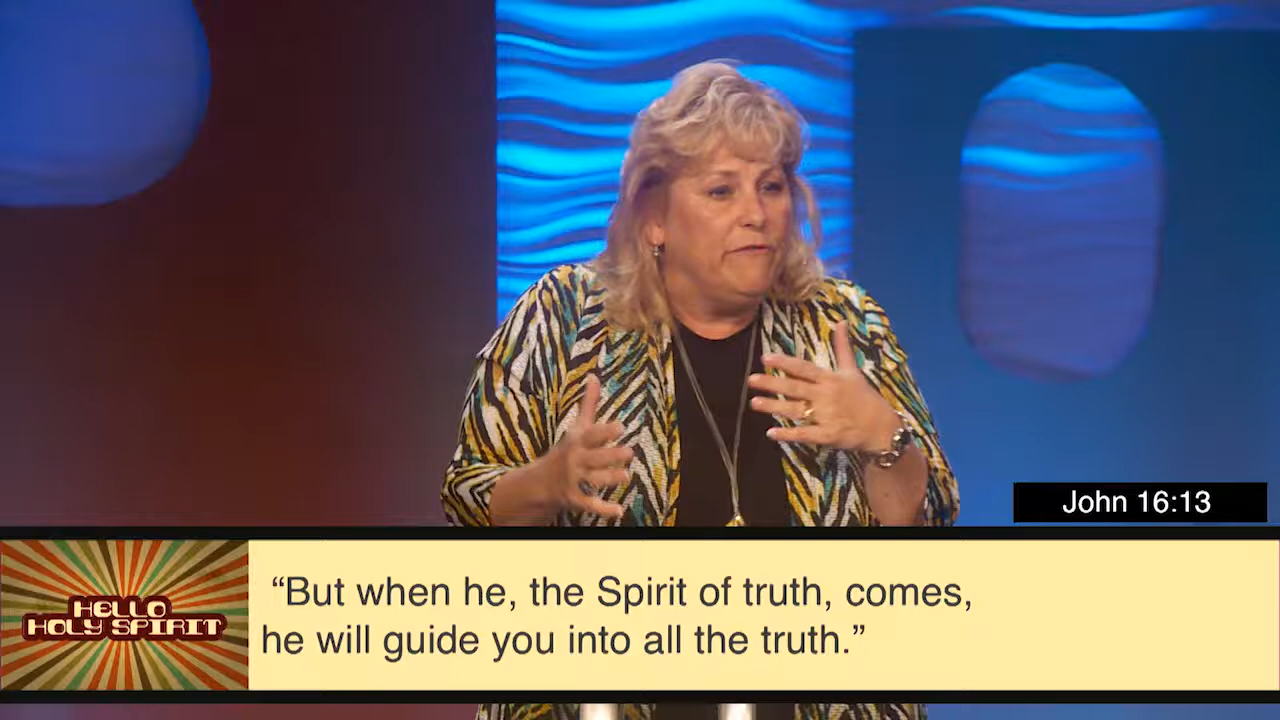 John 16:13
HELLO
HOLY SPIRIT
“But when he, the Spirit of truth, comes,
he will guide you into all the truth.”